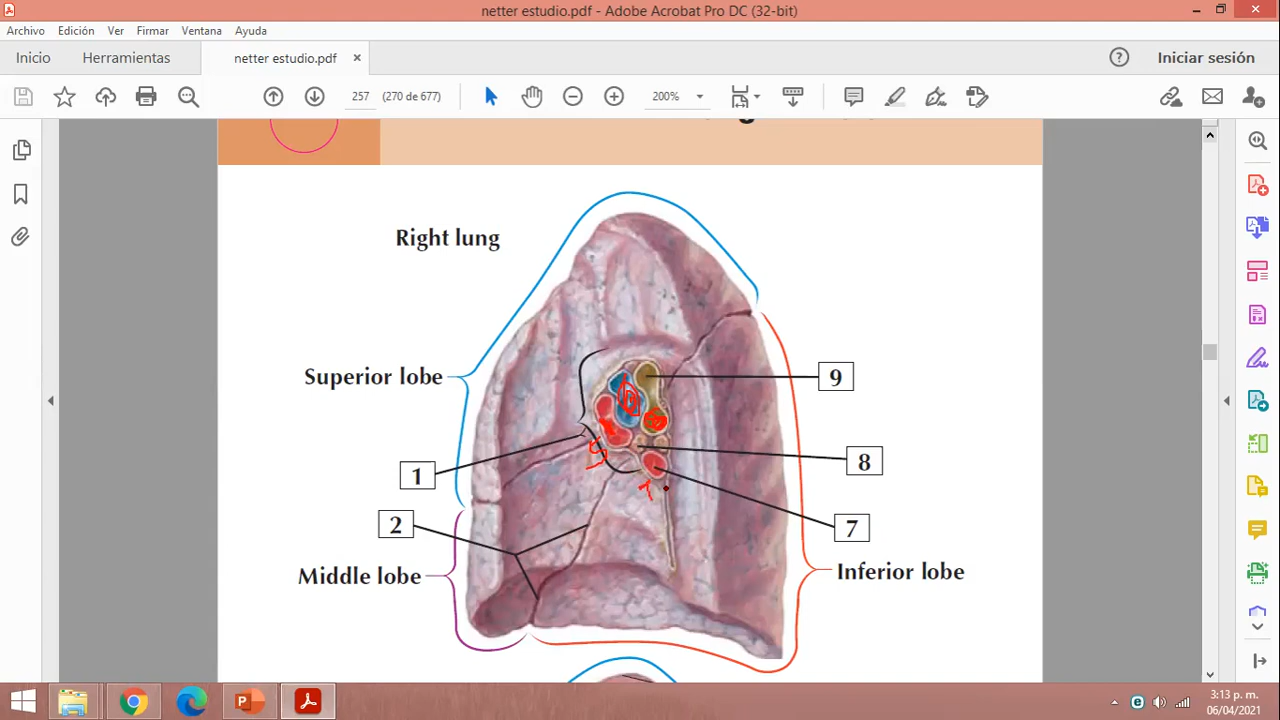 netter estudio.pdf - Adobe Acrobat Pro DC (32-bit)
Archivo Edición Ver Firmar Ventana Ayuda
Inicio Herramientas netter estudio.pdf × Iniciar sesión
257 (270 de 677) 200%
Right lung
Superior lobe
9
1
8
2
7
Middle lobe
Inferior lobe
3:13 p. m.
06/04/2021